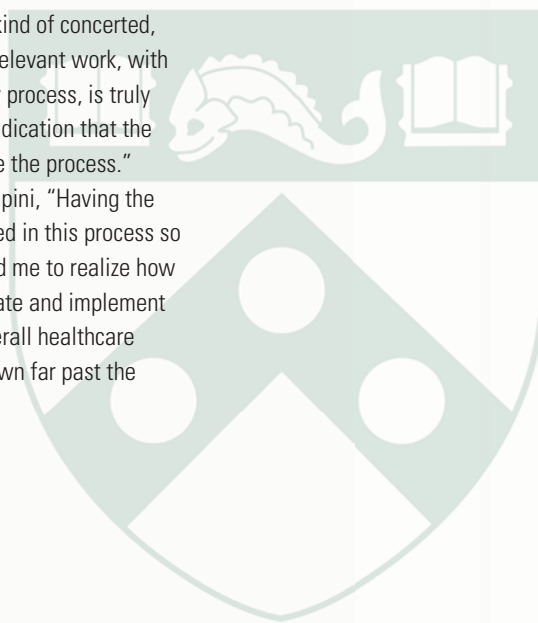 kind of concerted,
elevant work, with
process, is truly
dication that the
e the process.”
pini, “Having the
ed in this process so
d me to realize how
ate and implement
erall healthcare
wn far past the